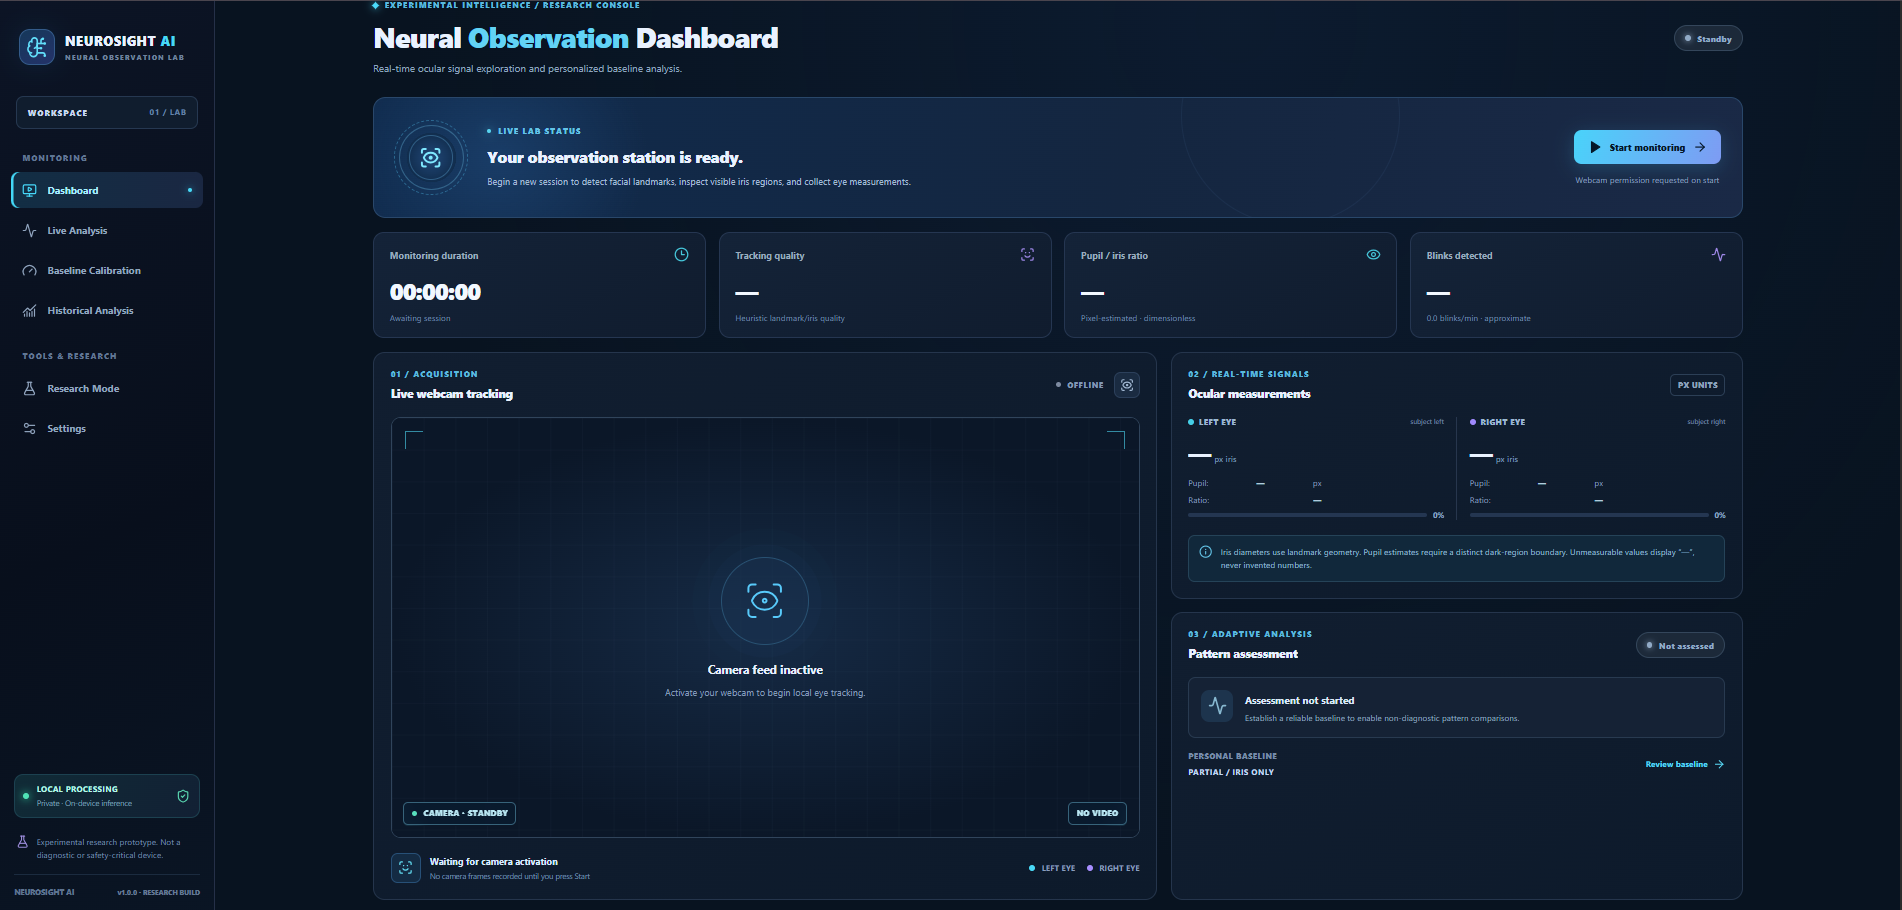 NEUROSIGHT AI
NEURAL OBSERVATION LAB
WORKSPACE 01 / LAB
MONITORING
Dashboard
Live Analysis
Baseline Calibration
Historical Analysis
TOOLS & RESEARCH
Research Mode
Settings
LOCAL PROCESSING
Private · On-device inference
Experimental research prototype. Not a
diagnostic or safety-critical device.
NEUROSIGHT AI v1.0.0 - RESEARCH BUILD
EXPERIMENTAL INTELLIGENCE / RESEARCH CONSOLE
Neural Observation Dashboard
Real-time ocular signal exploration and personalized baseline analysis.
Standby
LIVE LAB STATUS
Your observation station is ready.
Begin a new session to detect facial landmarks, inspect visible iris regions, and collect eye measurements.
Start monitoring
Webcam permission requested on start
Monitoring duration
00:00:00
Awaiting session
Tracking quality
—
Heuristic landmark/iris quality
Pupil / iris ratio
—
Pixel-estimated · dimensionless
Blinks detected
—
0.0 blinks/min · approximate
01 / ACQUISITION
Live webcam tracking
OFFLINE
Camera feed inactive
Activate your webcam to begin local eye tracking.
CAMERA · STANDBY
NO VIDEO
Waiting for camera activation
No camera frames recorded until you press Start
LEFT EYE RIGHT EYE
02 / REAL-TIME SIGNALS
Ocular measurements
PX UNITS
LEFT EYE subject left
— px iris
Pupil: — px
Ratio: —
0%
RIGHT EYE subject right
— px iris
Pupil: — px
Ratio: —
0%
Iris diameters use landmark geometry. Pupil estimates require a distinct dark-region boundary. Unmeasurable values display "—",
never invented numbers.
03 / ADAPTIVE ANALYSIS
Pattern assessment
Not assessed
Assessment not started
Establish a reliable baseline to enable non-diagnostic pattern comparisons.
PERSONAL BASELINE
PARTIAL / IRIS ONLY
Review baseline